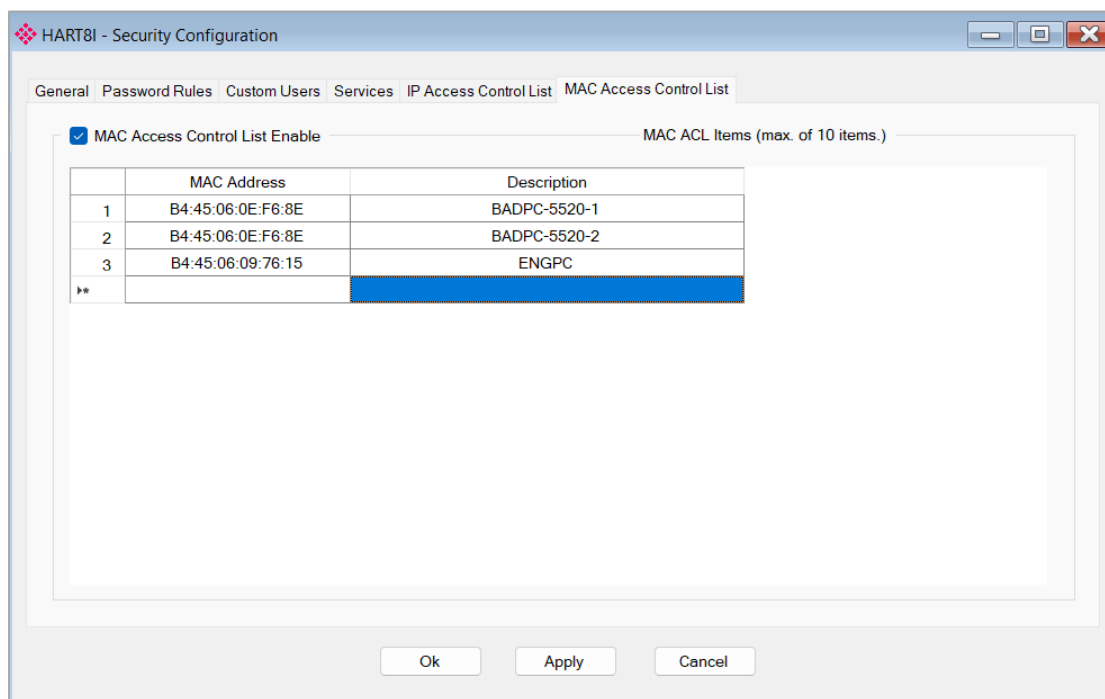 HART8I - Security Configuration
General Password Rules Custom Users Services IP Access Control List MAC Access Control List
MAC Access Control List Enable MAC ACL Items (max. of 10 items.)
MAC Address Description
1 B4:45:06:0E:F6:8E BADPC-5520-1
2 B4:45:06:0E:F6:8E BADPC-5520-2
3 B4:45:06:09:76:15 ENGPC
Ok Apply Cancel